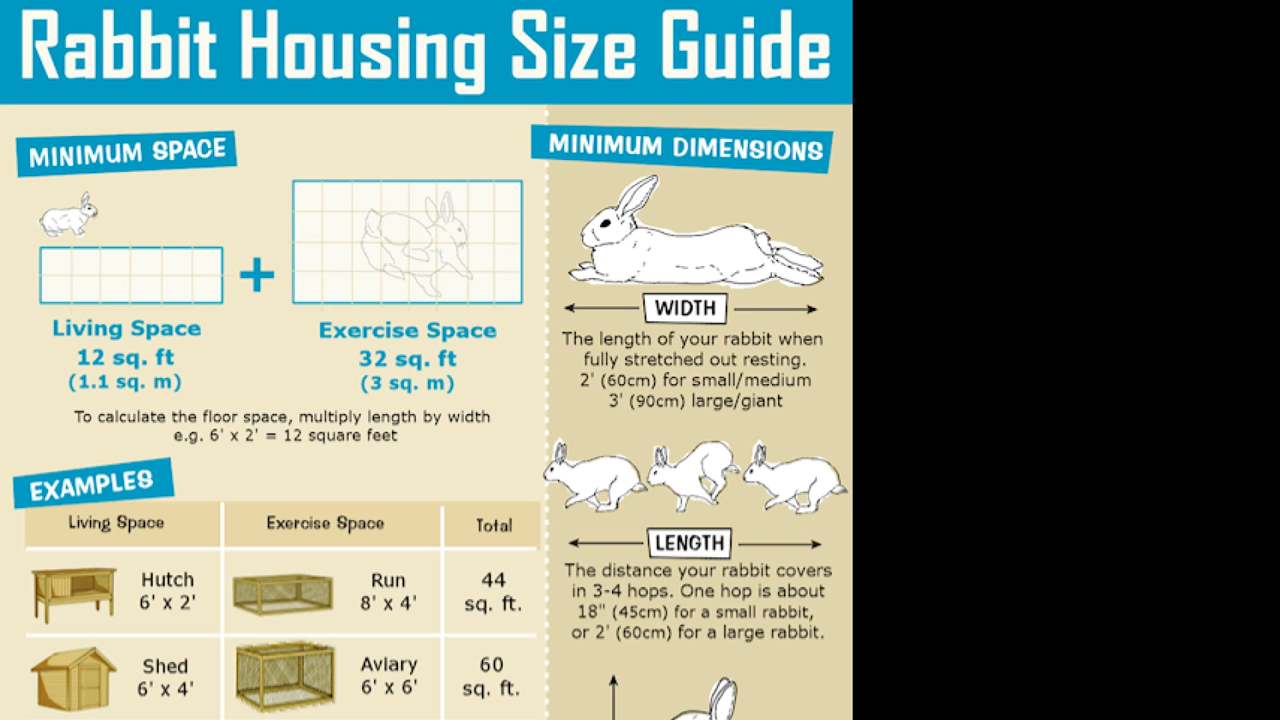 Rabbit Housing Size Guide
MINIMUM SPACE
Living Space
12 sq. ft
(1.1 sq. m)
+
Exercise Space
32 sq. ft
(3 sq. m)
To calculate the floor space, multiply length by width
e.g. 6' x 2' = 12 square feet
EXAMPLES
Living Space Exercise Space Total
Hutch Run 44
6' x 2' 8' x 4' sq. ft.
Shed Aviary 60
6' x 4' 6' x 6' sq. ft.
MINIMUM DIMENSIONS
WIDTH
The length of your rabbit when
fully stretched out resting.
2' (60cm) for small/medium
3' (90cm) large/giant
LENGTH
The distance your rabbit covers
in 3-4 hops. One hop is about
18" (45cm) for a small rabbit,
or 2' (60cm) for a large rabbit.